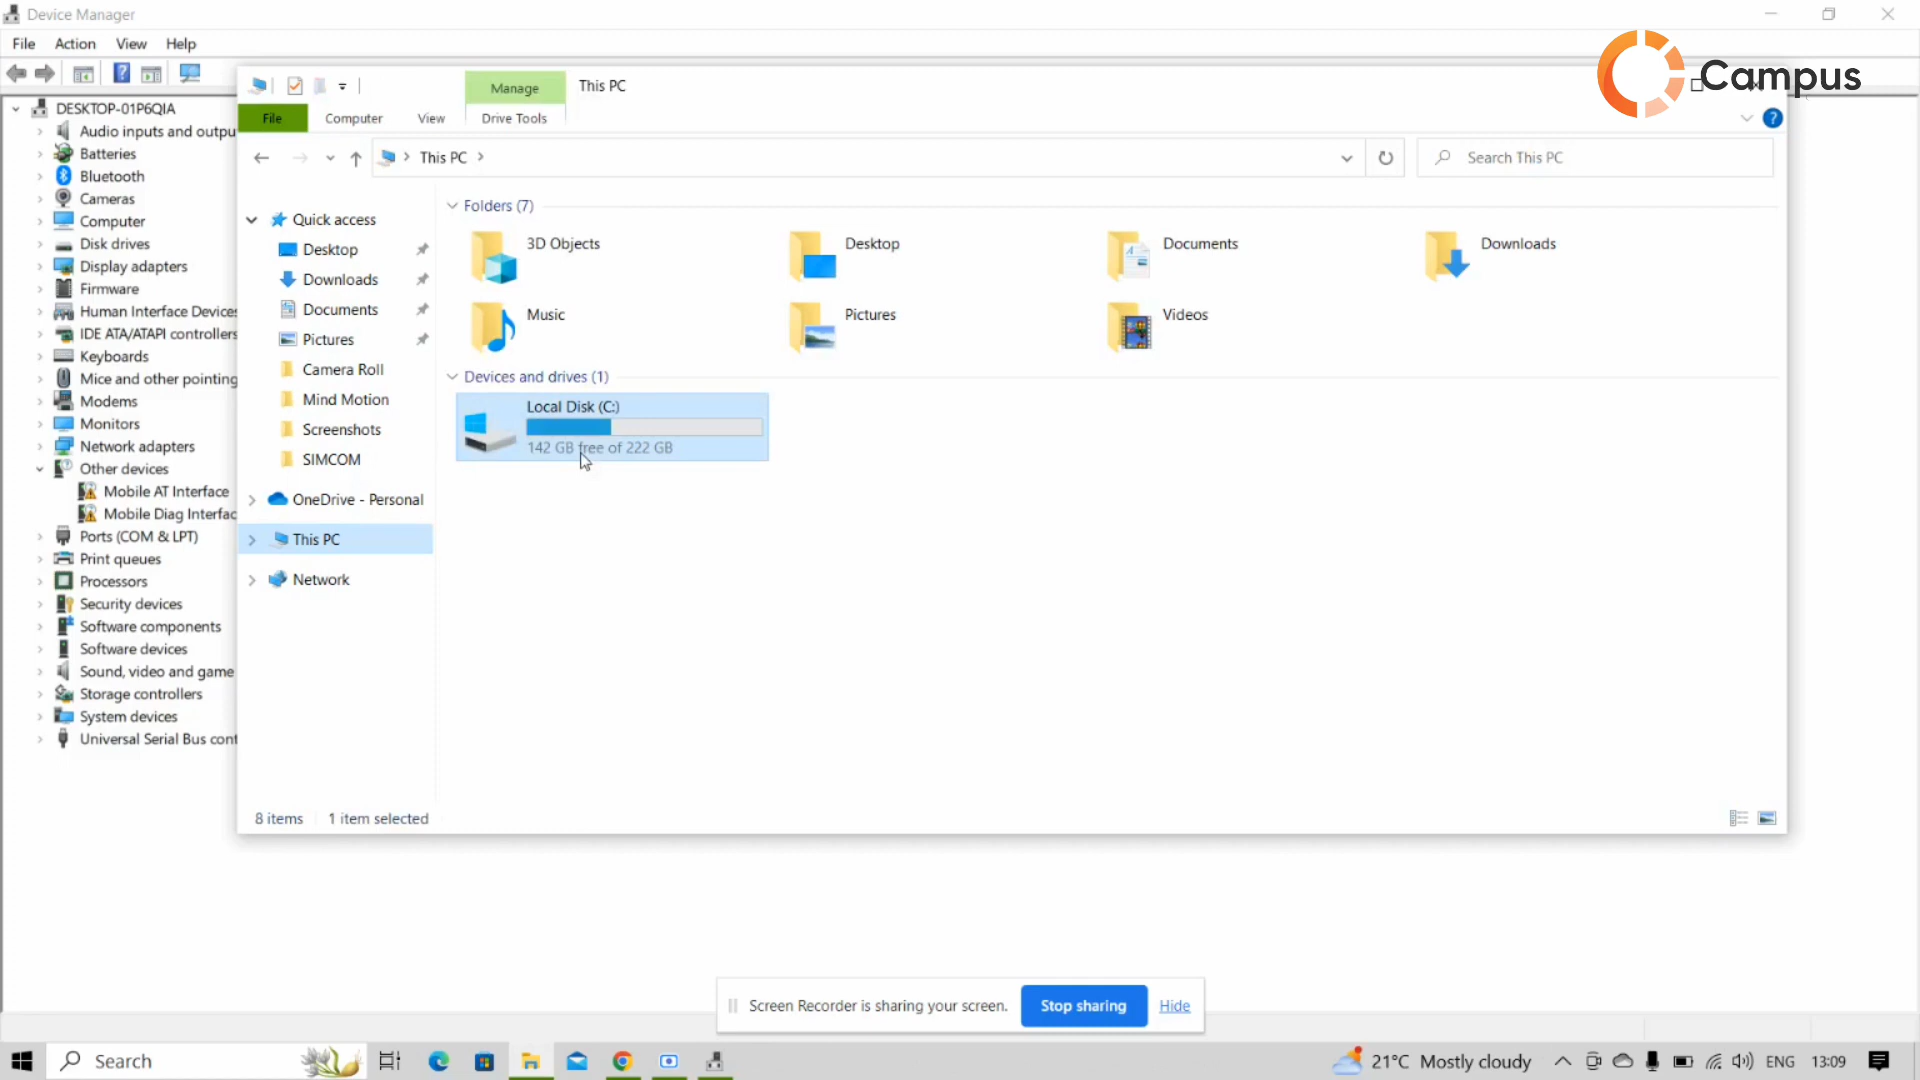 Device Manager
File Action View Help
Campus
DESKTOP-01P6QIA
Audio inputs and outpu
Batteries
Bluetooth
Cameras
Computer
Disk drives
Display adapters
Firmware
Human Interface Devices
IDE ATA/ATAPI controllers
Keyboards
Mice and other pointing
Modems
Monitors
Network adapters
Other devices
Mobile AT Interface
Mobile Diag Interfac
Ports (COM & LPT)
Print queues
Processors
Security devices
Software components
Software devices
Sound, video and game
Storage controllers
System devices
Universal Serial Bus cont
Manage This PC
File Computer View Drive Tools
This PC
Search This PC
Quick access
Desktop
Downloads
Documents
Pictures
Camera Roll
Mind Motion
Screenshots
SIMCOM
OneDrive - Personal
This PC
Network
Folders (7)
3D Objects Desktop Documents Downloads
Music Pictures Videos
Devices and drives (1)
Local Disk (C:)
142 GB free of 222 GB
8 items 1 item selected
Screen Recorder is sharing your screen. Stop sharing Hide
Search
21°C Mostly cloudy ENG 13:09